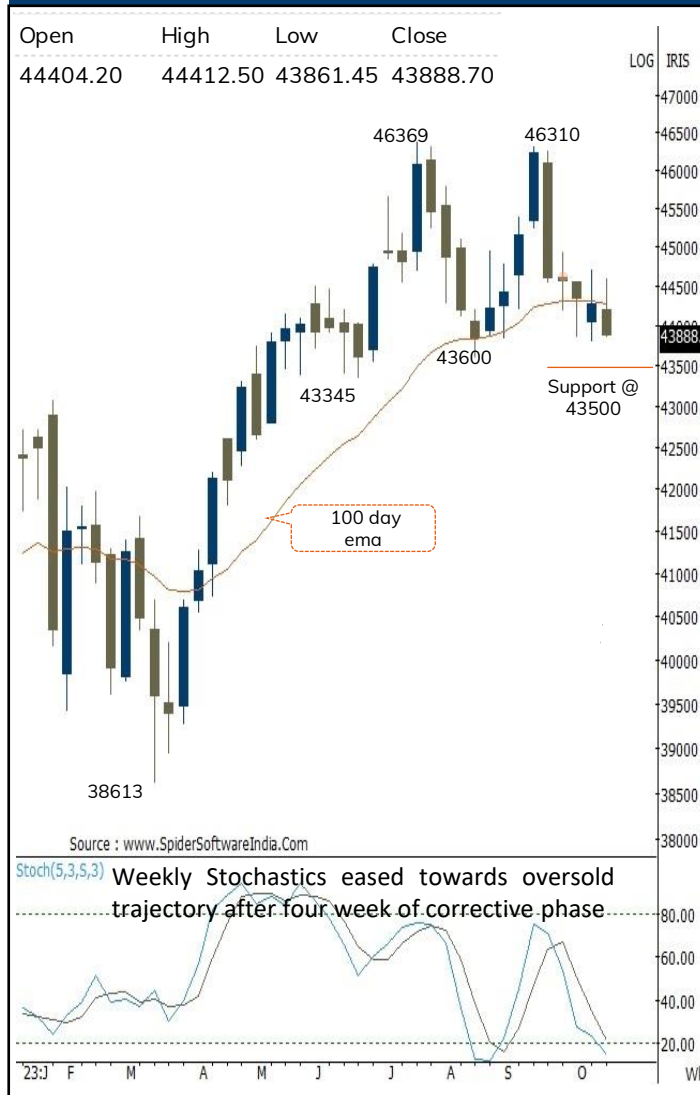 Open High Low Close
44404.20 44412.50 43861.45 43888.70
LOG IRIS
47000
46500
46369 46310
46000
45500
45000
44500
44000
43888.
43600
43500
43345
Support @
43500
43000
42500
42000
100 day
ema
41500
41000
40500
40000
39500
39000
38613
38500
38000
Source : www.SpiderSoftwareIndia.Com
Stoch(5,3,S,3)
Weekly Stochastics eased towards oversold
trajectory after four week of corrective phase
80.00
60.00
40.00
20.00
23:J F M A M J J A S O